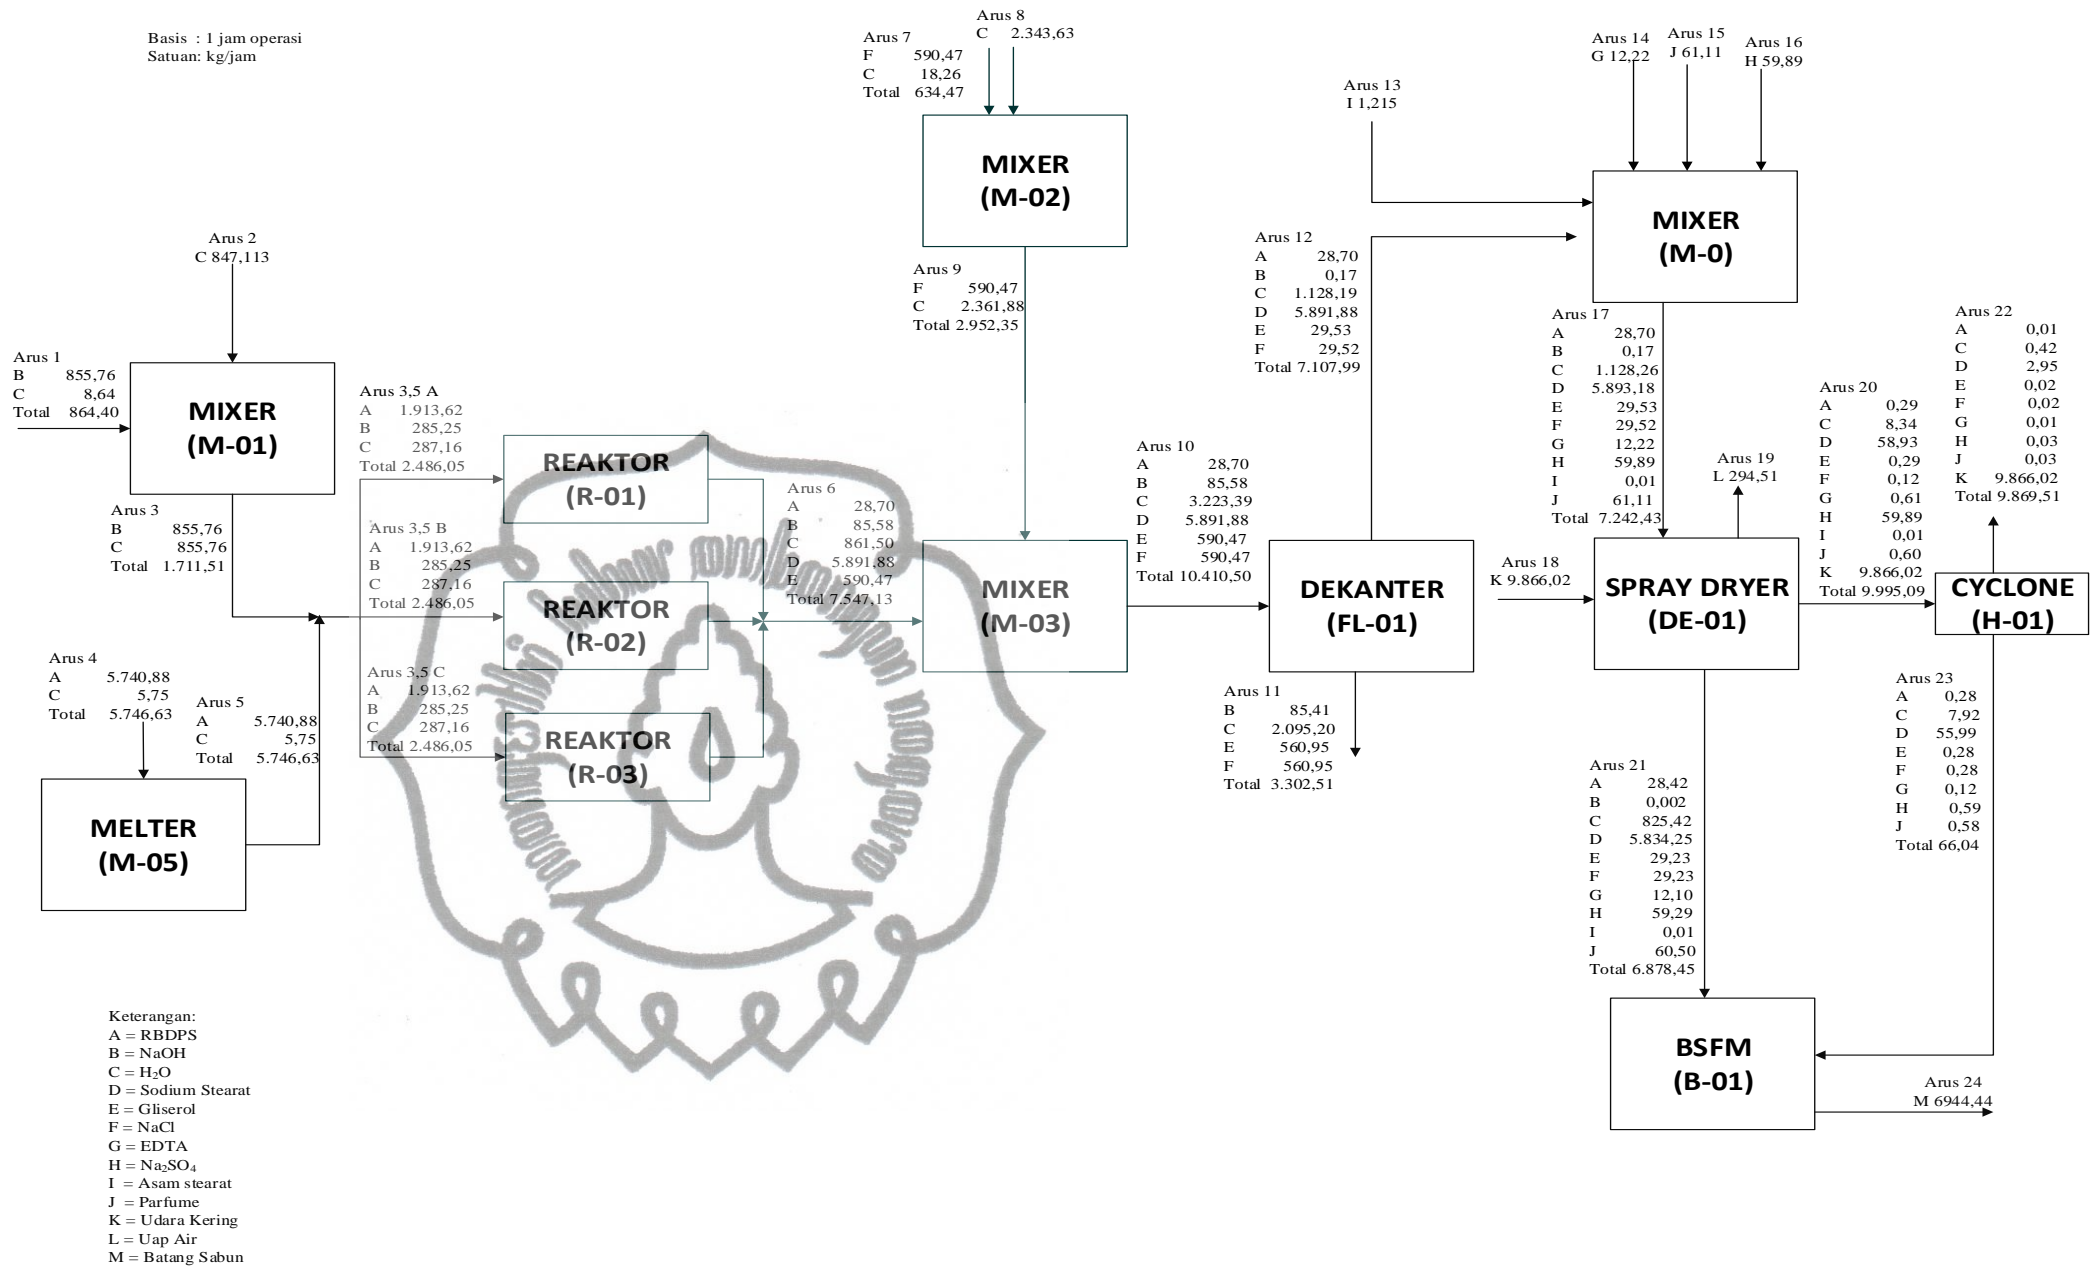 Basis : 1 jam operasi
Satuan: kg/jam
Arus 7
F 590,47
C 18,26
Total 634,47
Arus 8
C 2.343,63
MIXER
(M-02)
Arus 13
I 1,215
Arus 14
G 12,22
Arus 15
J 61,11
Arus 16
H 59,89
MIXER
(M-0)
Arus 2
C 847,113
Arus 1
B 855,76
C 8,64
Total 864,40
MIXER
(M-01)
Arus 3
B 855,76
C 855,76
Total 1.711,51
Arus 4
A 5.740,88
C 5,75
Total 5.746,63
Arus 5
A 5.740,88
C 5,75
Total 5.746,63
MELTER
(M-05)
Arus 3,5 A
A 1.913,62
B 285,25
C 287,16
Total 2.486,05
REAKTOR
(R-01)
Arus 3,5 B
A 1.913,62
B 285,25
C 287,16
Total 2.486,05
REAKTOR
(R-02)
Arus 3,5 C
A 1.913,62
B 285,25
C 287,16
Total 2.486,05
REAKTOR
(R-03)
Arus 6
A 28,70
B 85,58
C 861,50
D 5.891,88
E 590,47
Total 7.547,13
Arus 9
F 590,47
C 2.361,88
Total 2.952,35
MIXER
(M-03)
Arus 10
A 28,70
B 85,58
C 3.223,39
D 5.891,88
E 590,47
F 590,47
Total 10.410,50
Arus 12
A 28,70
B 0,17
C 1.128,19
D 5.891,88
E 29,53
F 29,52
Total 7.107,99
DEKANTER
(FL-01)
Arus 11
B 85,41
C 2.095,20
E 560,95
F 560,95
Total 3.302,51
Arus 17
A 28,70
B 0,17
C 1.128,26
D 5.893,18
E 29,53
F 29,52
G 12,22
H 59,89
I 0,01
J 61,11
Total 7.242,43
Arus 18
K 9.866,02
Arus 19
L 294,51
SPRAY DRYER
(DE-01)
Arus 20
A 0,29
C 8,34
D 58,93
E 0,29
F 0,12
G 0,61
H 59,89
I 0,01
J 0,60
K 9.866,02
Total 9.995,09
Arus 22
A 0,01
C 0,42
D 2,95
E 0,02
F 0,02
G 0,01
H 0,03
J 0,03
K 9.866,02
Total 9.869,51
CYCLONE
(H-01)
Arus 23
A 0,28
C 7,92
D 55,99
E 0,28
F 0,28
G 0,12
H 0,59
J 0,58
Total 66,04
Arus 21
A 28,42
B 0,002
C 825,42
D 5.834,25
E 29,23
F 29,23
G 12,10
H 59,29
I 0,01
J 60,50
Total 6.878,45
BSFM
(B-01)
Arus 24
M 6944,44
Keterangan:
A = RBDPS
B = NaOH
C = H₂O
D = Sodium Stearat
E = Gliserol
F = NaCl
G = EDTA
H = Na₂SO₄
I = Asam stearat
J = Parfume
K = Udara Kering
L = Uap Air
M = Batang Sabun